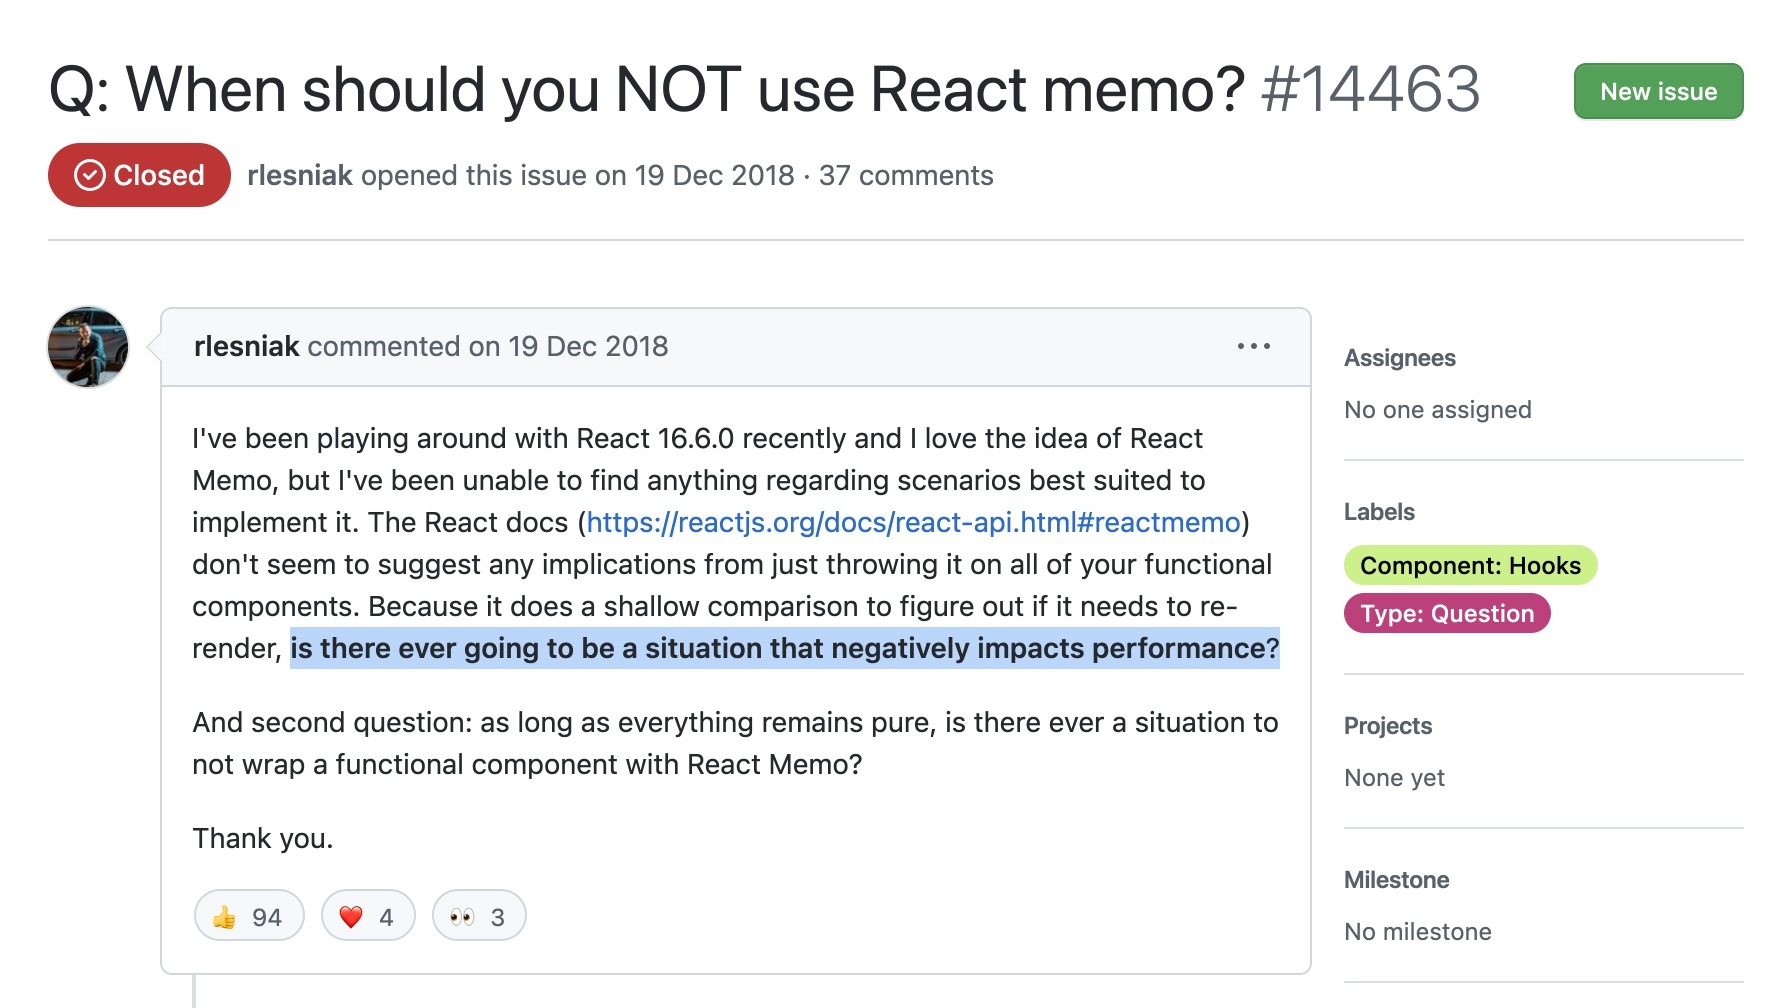 Q: When should you NOT use React memo? #14463
New issue
Closed
rlesniak opened this issue on 19 Dec 2018 · 37 comments
rlesniak commented on 19 Dec 2018
I've been playing around with React 16.6.0 recently and I love the idea of React
Memo, but I've been unable to find anything regarding scenarios best suited to
implement it. The React docs (https://reactjs.org/docs/react-api.html#reactmemo)
don't seem to suggest any implications from just throwing it on all of your functional
components. Because it does a shallow comparison to figure out if it needs to re-
render, is there ever going to be a situation that negatively impacts performance?
And second question: as long as everything remains pure, is there ever a situation to
not wrap a functional component with React Memo?
Thank you.
👍 94 ❤️ 4 👀 3
Assignees
No one assigned
Labels
Component: Hooks
Type: Question
Projects
None yet
Milestone
No milestone